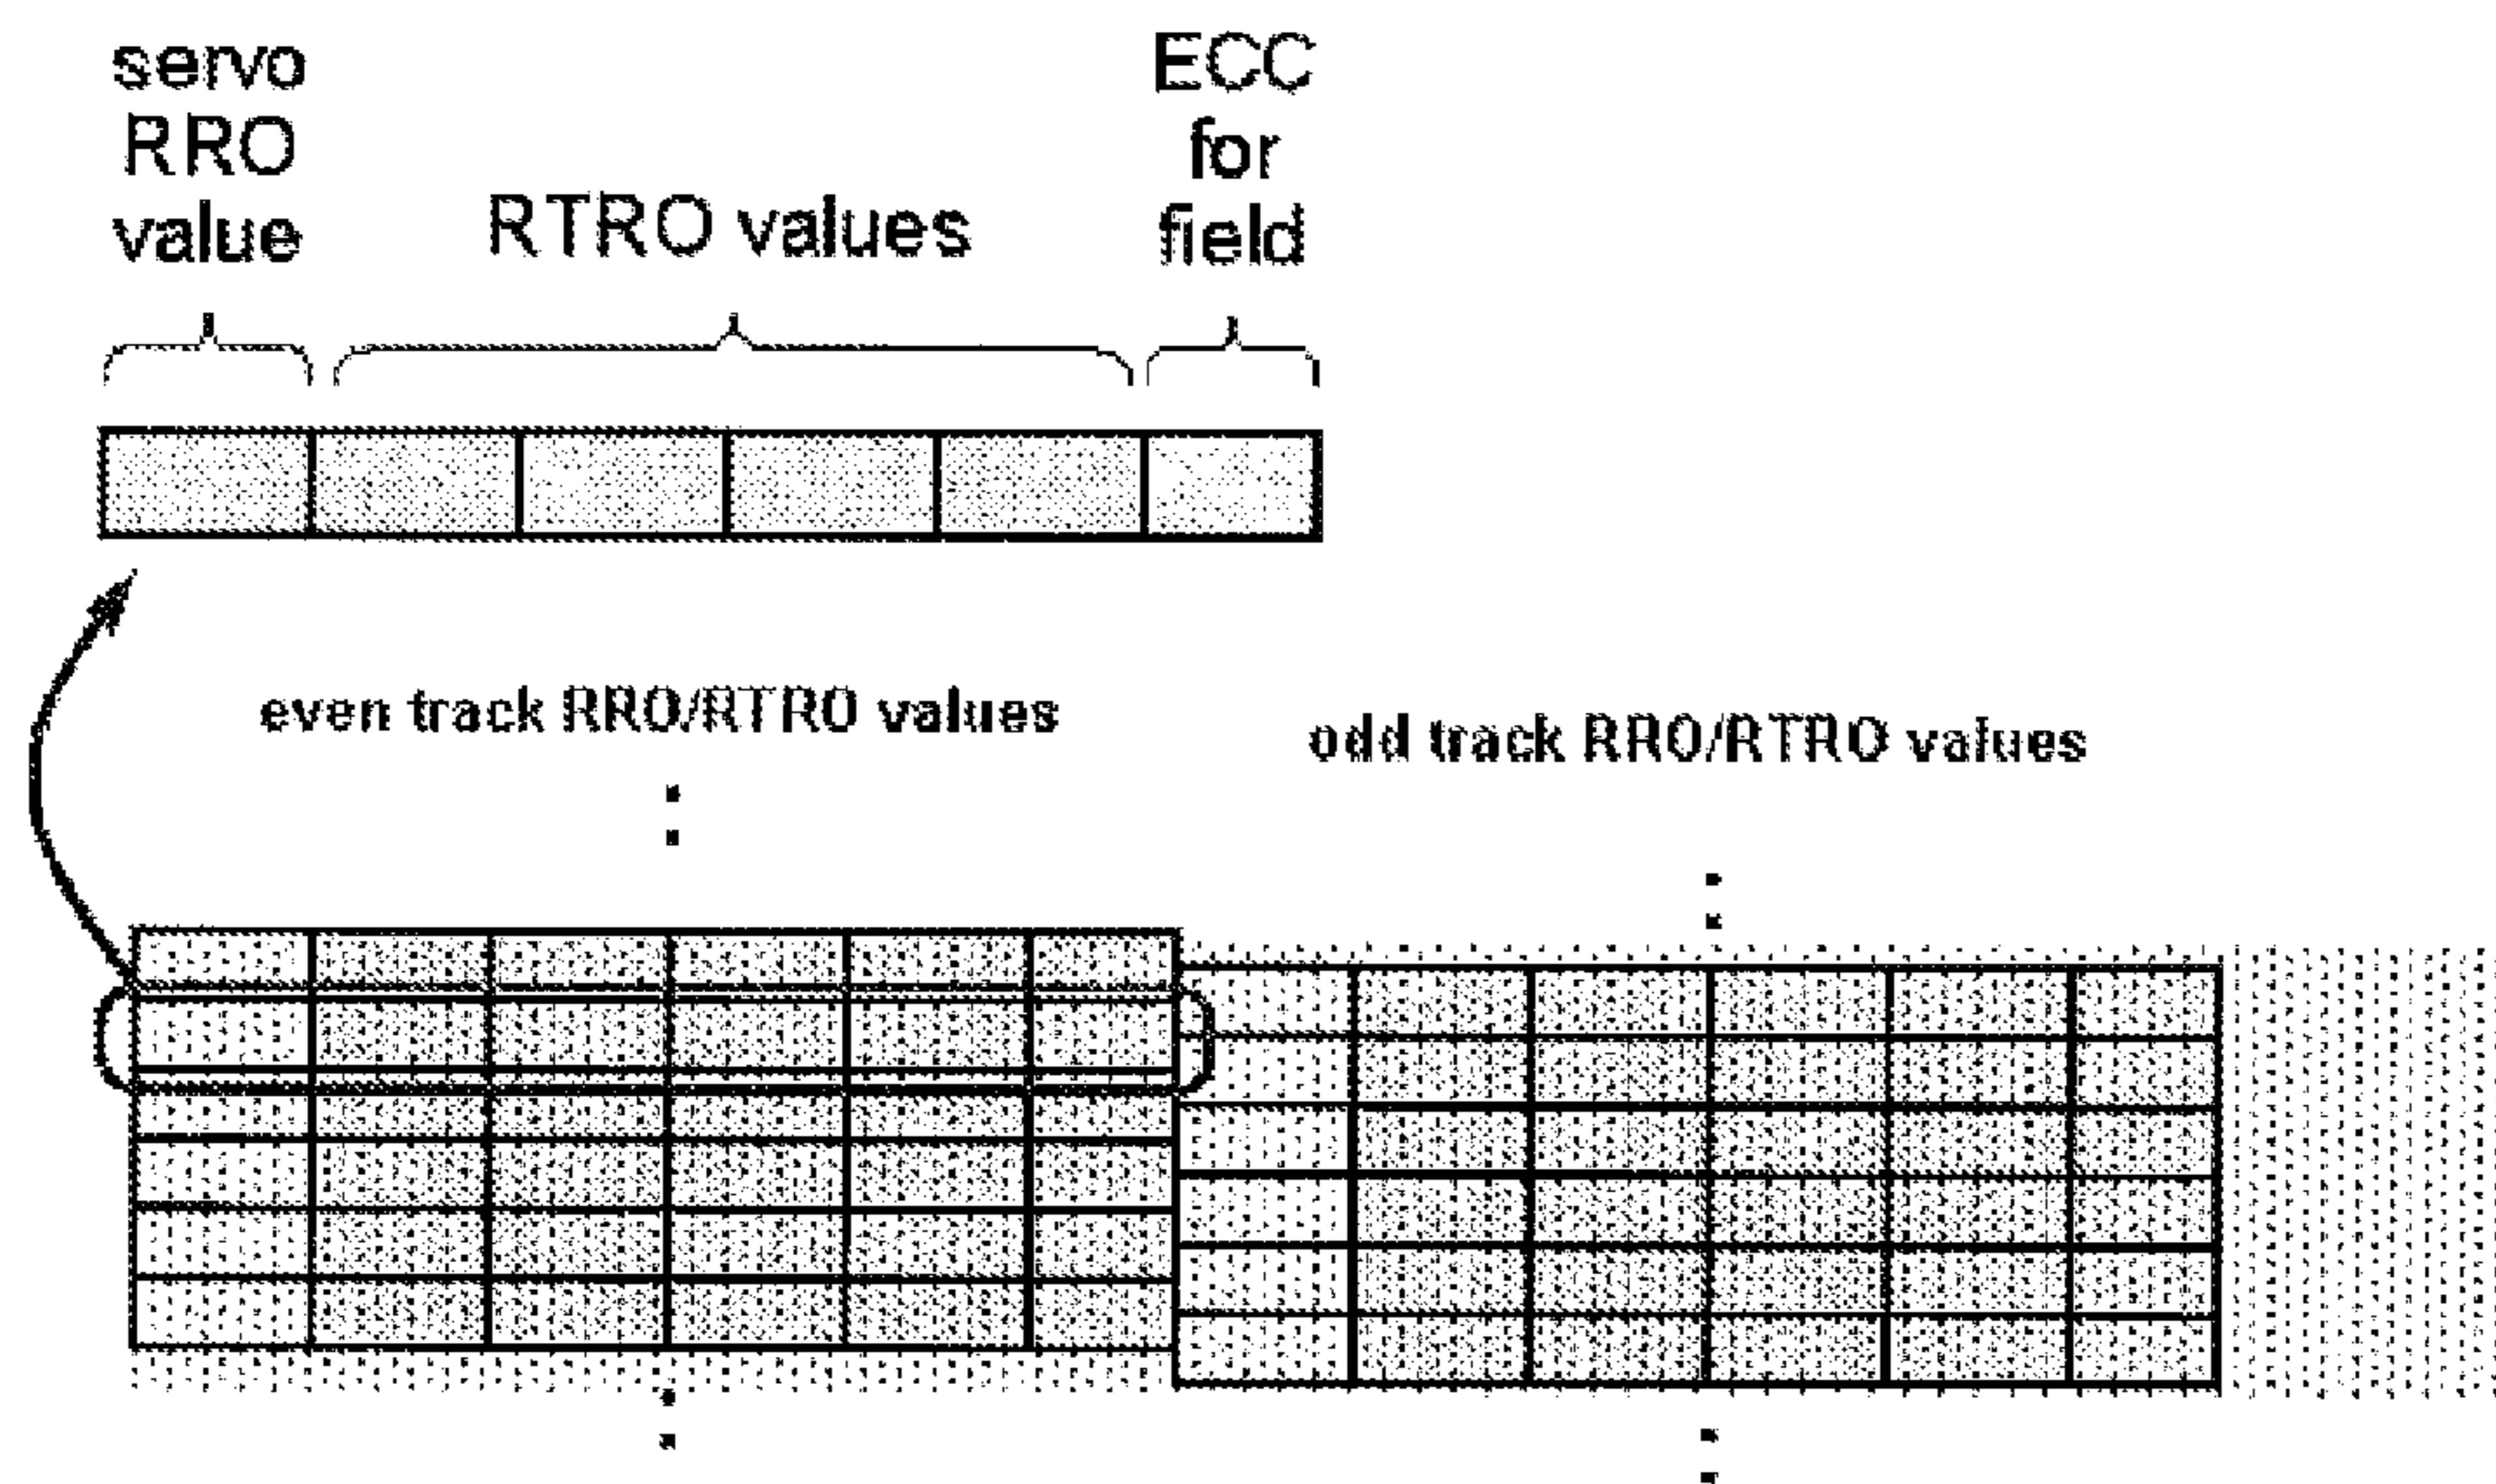 servo
RRO
value
RTRO values
ECC
for
field
even track RRO/RTRO values
odd track RRO/RTRO values